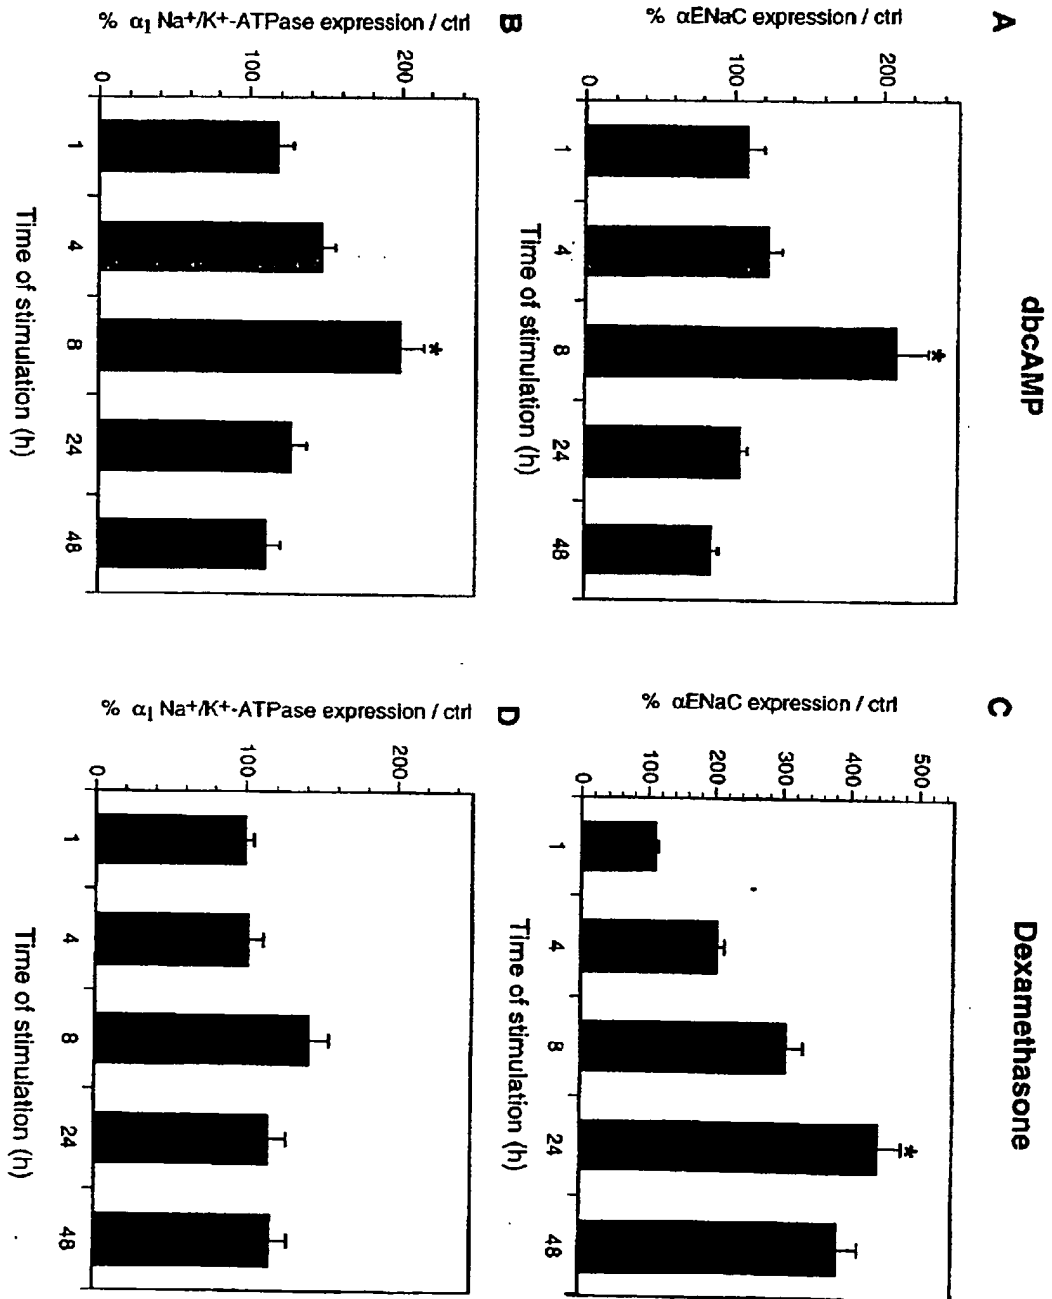 dbcAMP
A
% αENaC expression / ctrl
0 100 200
1 4 8 24 48
*
Time of stimulation (h)
B
% α1 Na+/K+-ATPase expression / ctrl
0 100 200
1 4 8 24 48
*
Time of stimulation (h)
Dexamethasone
C
% αENaC expression / ctrl
0 100 200 300 400 500
1 4 8 24 48
*
Time of stimulation (h)
D
% α1 Na+/K+-ATPase expression / ctrl
0 100 200
1 4 8 24 48
Time of stimulation (h)